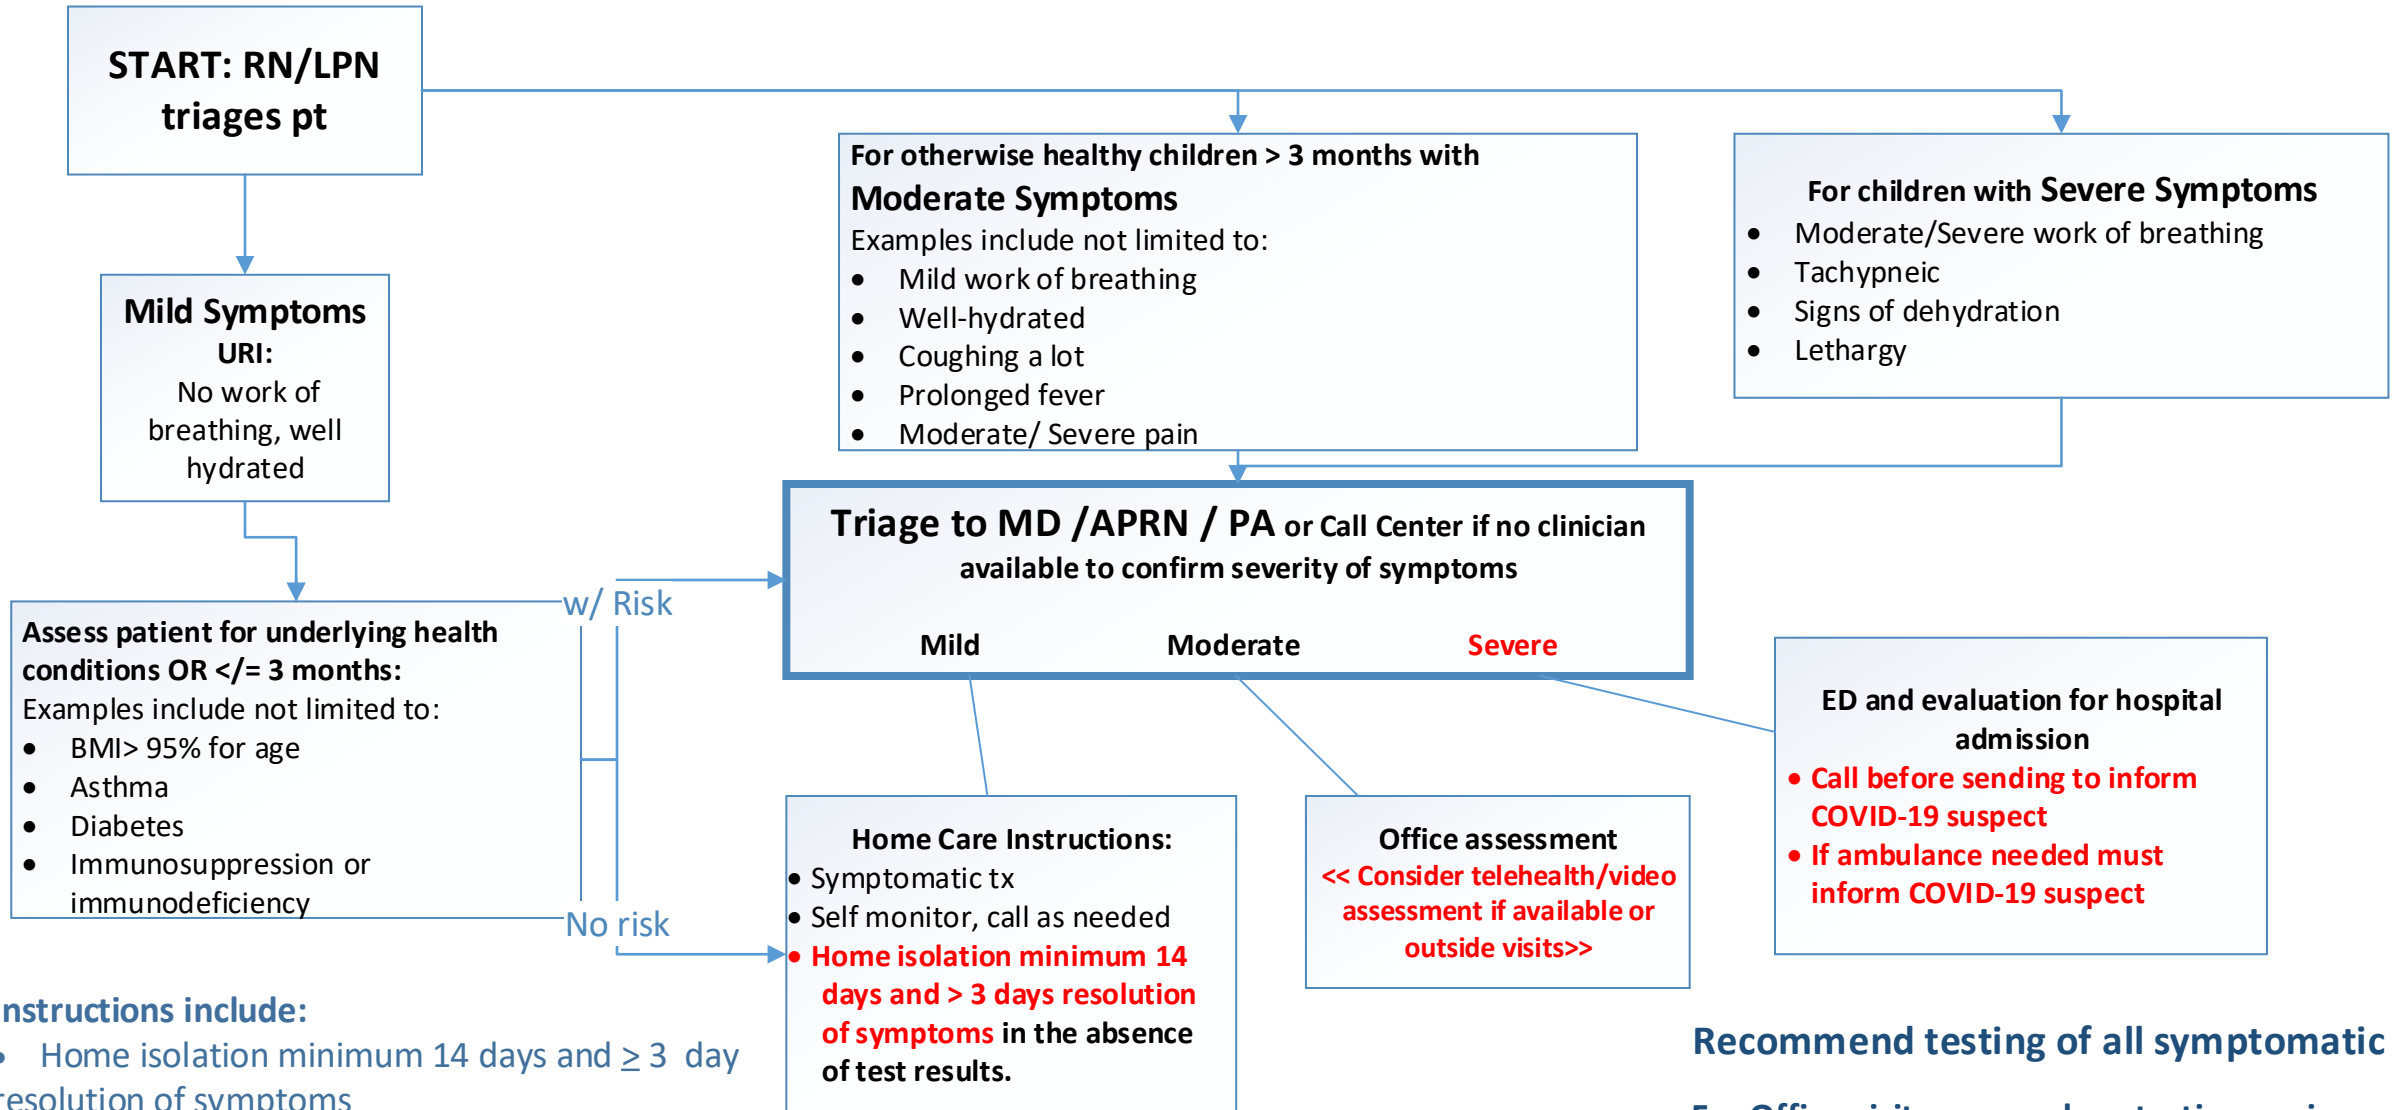 START: RN/LPN
triages pt
For otherwise healthy children > 3 months with
Moderate Symptoms
Examples include not limited to:
• Mild work of breathing
• Well-hydrated
• Coughing a lot
• Prolonged fever
• Moderate/ Severe pain
For children with Severe Symptoms
• Moderate/Severe work of breathing
• Tachypneic
• Signs of dehydration
• Lethargy
Mild Symptoms
URI:
No work of
breathing, well
hydrated
Triage to MD /APRN / PA or Call Center if no clinician
available to confirm severity of symptoms
Mild Moderate Severe
w/ Risk
Assess patient for underlying health
conditions OR </= 3 months:
Examples include not limited to:
• BMI> 95% for age
• Asthma
• Diabetes
• Immunosuppression or
immunodeficiency
No risk
Home Care Instructions:
• Symptomatic tx
• Self monitor, call as needed
• Home isolation minimum 14
days and > 3 days resolution
of symptoms in the absence
of test results.
Office assessment
<< Consider telehealth/video
assessment if available or
outside visits>>
ED and evaluation for hospital
admission
• Call before sending to inform
COVID-19 suspect
• If ambulance needed must
inform COVID-19 suspect
nstructions include:
• Home isolation minimum 14 days and ≥ 3 day
resolution of symptoms
Recommend testing of all symptomatic